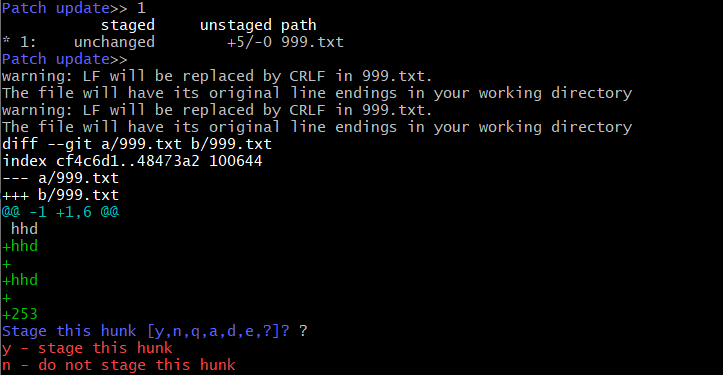 Patch update>> 1
           staged     unstaged path
* 1:    unchanged        +5/-0 999.txt
Patch update>>
warning: LF will be replaced by CRLF in 999.txt.
The file will have its original line endings in your working directory
warning: LF will be replaced by CRLF in 999.txt.
The file will have its original line endings in your working directory
diff --git a/999.txt b/999.txt
index cf4c6d1..48473a2 100644
--- a/999.txt
+++ b/999.txt
@@ -1 +1,6 @@
 hhd
+hhd
+
+hhd
+
+253
Stage this hunk [y,n,q,a,d,e,?]? ?
y - stage this hunk
n - do not stage this hunk